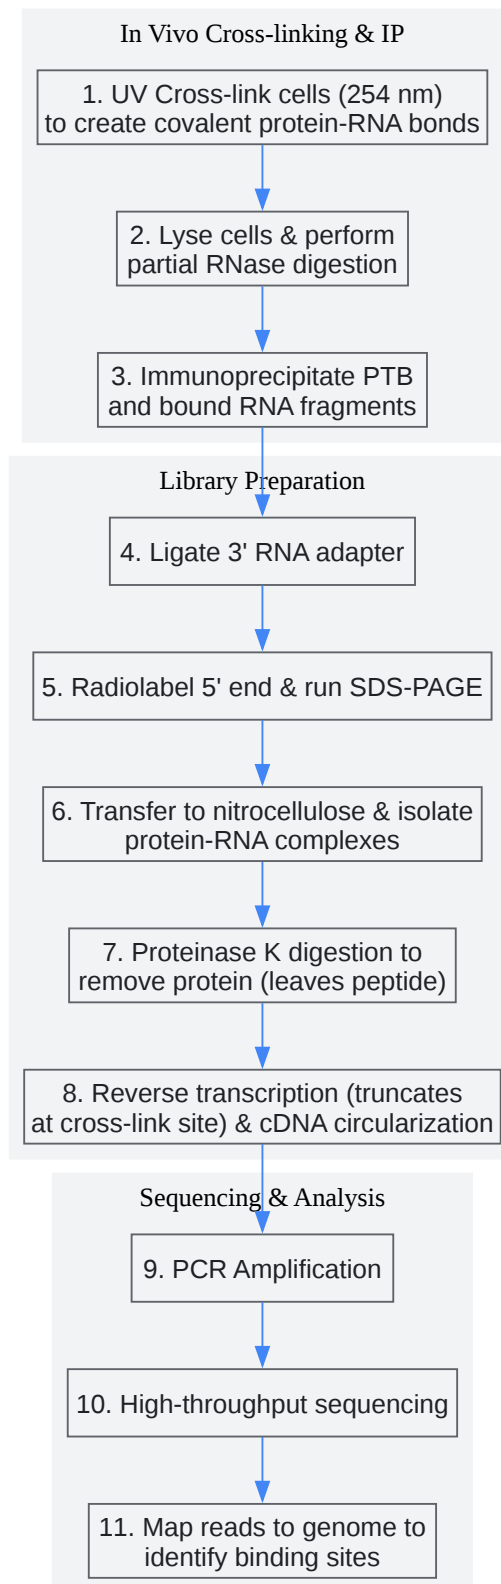 In Vivo Cross-linking & IP
1. UV Cross-link cells (254 nm)
to create covalent protein-RNA bonds
2. Lyse cells & perform
partial RNase digestion
3. Immunoprecipitate PTB
and bound RNA fragments
Library Preparation
4. Ligate 3' RNA adapter
5. Radiolabel 5' end & run SDS-PAGE
6. Transfer to nitrocellulose & isolate
protein-RNA complexes
7. Proteinase K digestion to
remove protein (leaves peptide)
8. Reverse transcription (truncates
at cross-link site) & cDNA circularization
Sequencing & Analysis
9. PCR Amplification
10. High-throughput sequencing
11. Map reads to genome to
identify binding sites